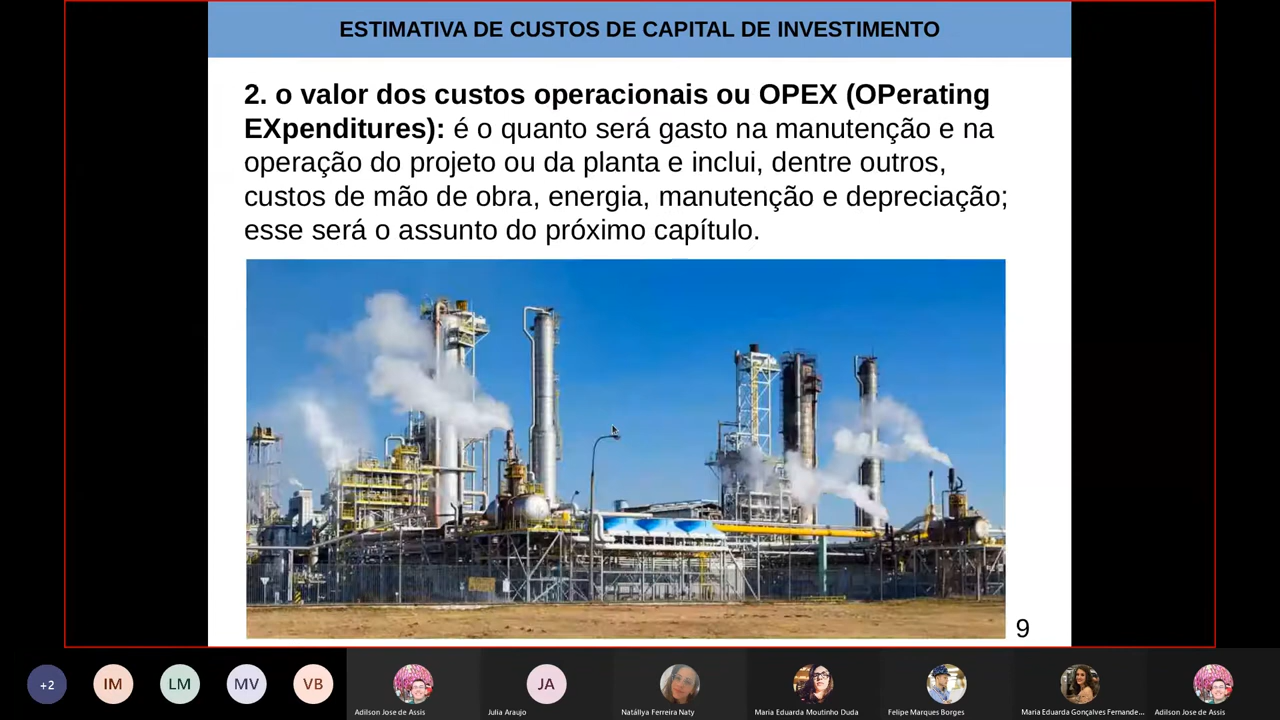 ESTIMATIVA DE CUSTOS DE CAPITAL DE INVESTIMENTO
2. o valor dos custos operacionais ou OPEX (OPerating
EXpenditures): é o quanto será gasto na manutenção e na
operação do projeto ou da planta e inclui, dentre outros,
custos de mão de obra, energia, manutenção e depreciação;
esse será o assunto do próximo capítulo.
9
+2
IM
LM
MV
VB
JA
Adilson Jose de Assis
Julia Araujo
Natállya Ferreira Naty
Maria Eduarda Moutinho Duda
Felipe Marques Borges
Maria Eduarda Gonçalves Fernande...
Adilson Jose de Assis